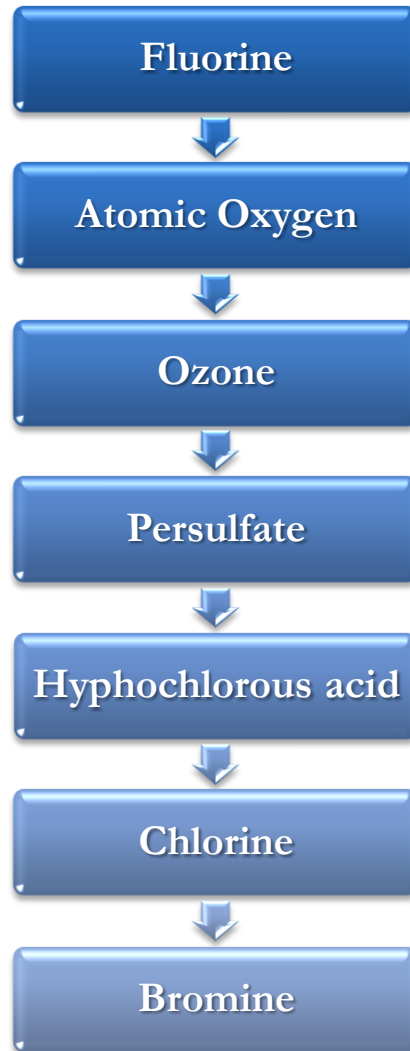 Fluorine
Atomic Oxygen
Ozone
Persulfate
Hyphochlorous acid
Chlorine
Bromine